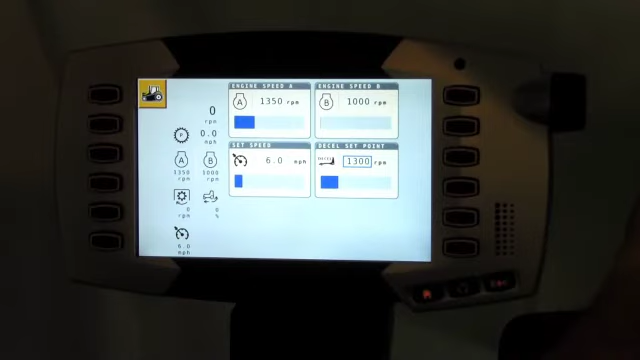 ENGINE SPEED A
A 1350 rpm
ENGINE SPEED B
B 1000 rpm
SET SPEED
6.0 mph
DECEL SET POINT
1300 rpm
0
rpm
P
0.0
mph
A B
1350 1000
rpm rpm
0 0
rpm %
6.0
mph
Esc